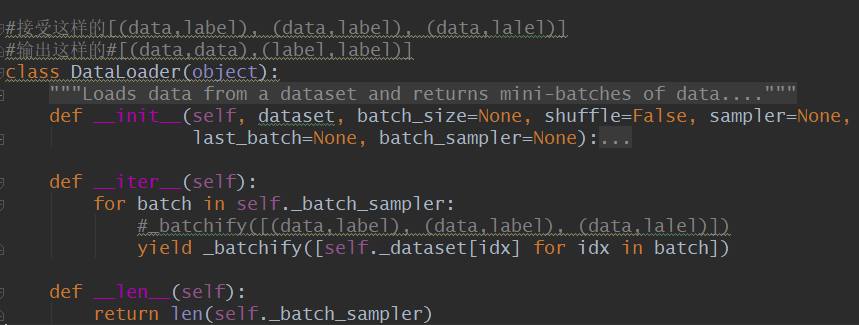 #接受这样的[(data,label), (data,label), (data,lalel)]
#输出这样的#[(data,data),(label,label)]
class DataLoader(object):
    """Loads data from a dataset and returns mini-batches of data...."""
    def __init__(self, dataset, batch_size=None, shuffle=False, sampler=None,
                 last_batch=None, batch_sampler=None):...
    def __iter__(self):
        for batch in self._batch_sampler:
            #_batchify([(data,label), (data,label), (data,lalel)])
            yield _batchify([self._dataset[idx] for idx in batch])
    def __len__(self):
        return len(self._batch_sampler)